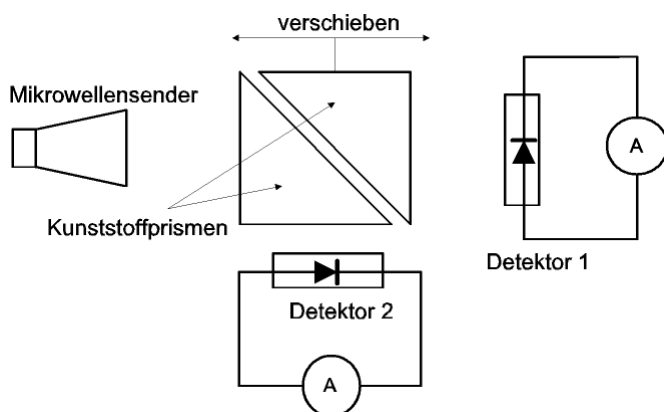 verschieben
Mikrowellensender
A
Kunststoffprismen
Detektor 1
Detektor 2
A